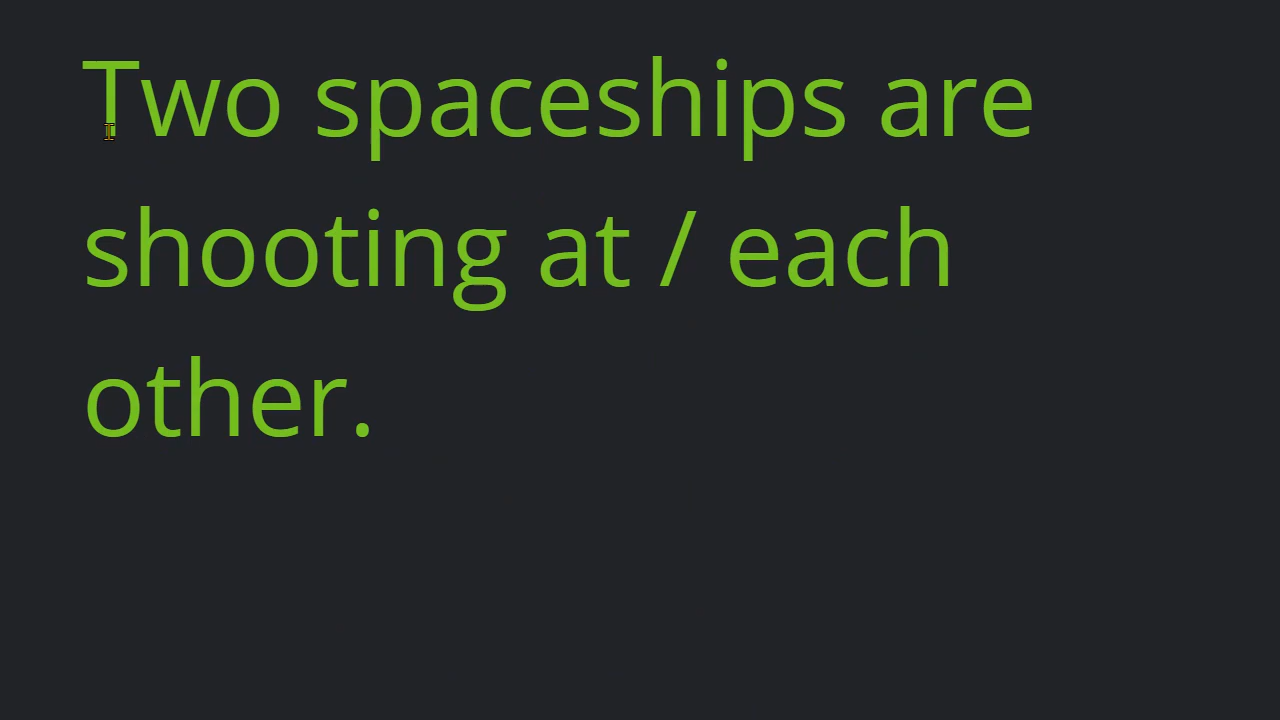 Two spaceships are
shooting at / each
other.